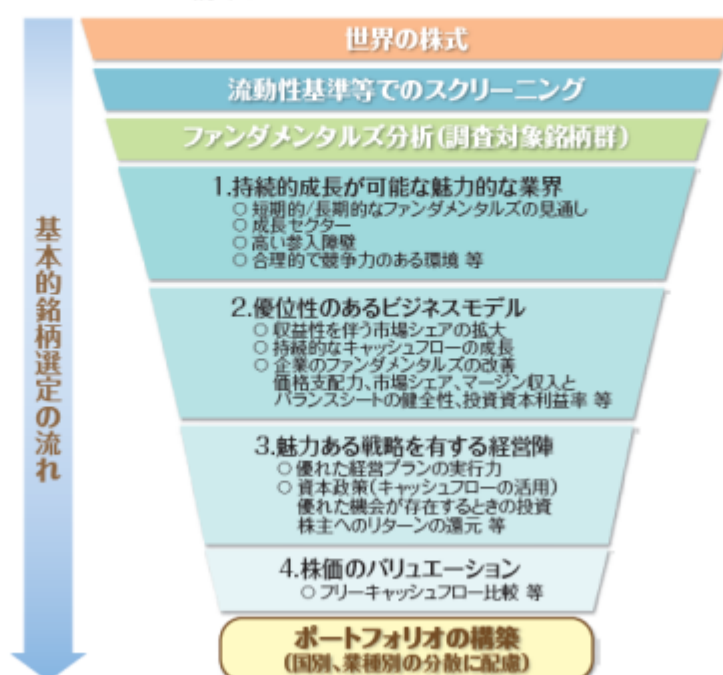 世界の株式
流動性基準等でのスクリーニング
ファンダメンタルズ分析(調査対象銘柄群)
1.持続的成長が可能な魅力的な業界
○ 短期的/長期的なファンダメンタルズの見通し
○ 成長セクター
○ 高い参入障壁
○ 合理的で競争力のある環境 等
2.優位性のあるビジネスモデル
○ 収益性を伴う市場シェアの拡大
○ 持続的なキャッシュフローの成長
○ 企業のファンダメンタルズの改善
価格支配力、市場シェア、マージン収入と
バランスシートの健全性、投資資本利益率 等
3.魅力ある戦略を有する経営陣
○ 優れた経営プランの実行力
○ 資本政策(キャッシュフローの活用)
優れた機会が存在するときの投資
株主へのリターンの還元 等
4.株価のバリュエーション
○ フリーキャッシュフロー比較 等
ポートフォリオの構築
(国別、業種別の分散に配慮)
基本的銘柄選定の流れ